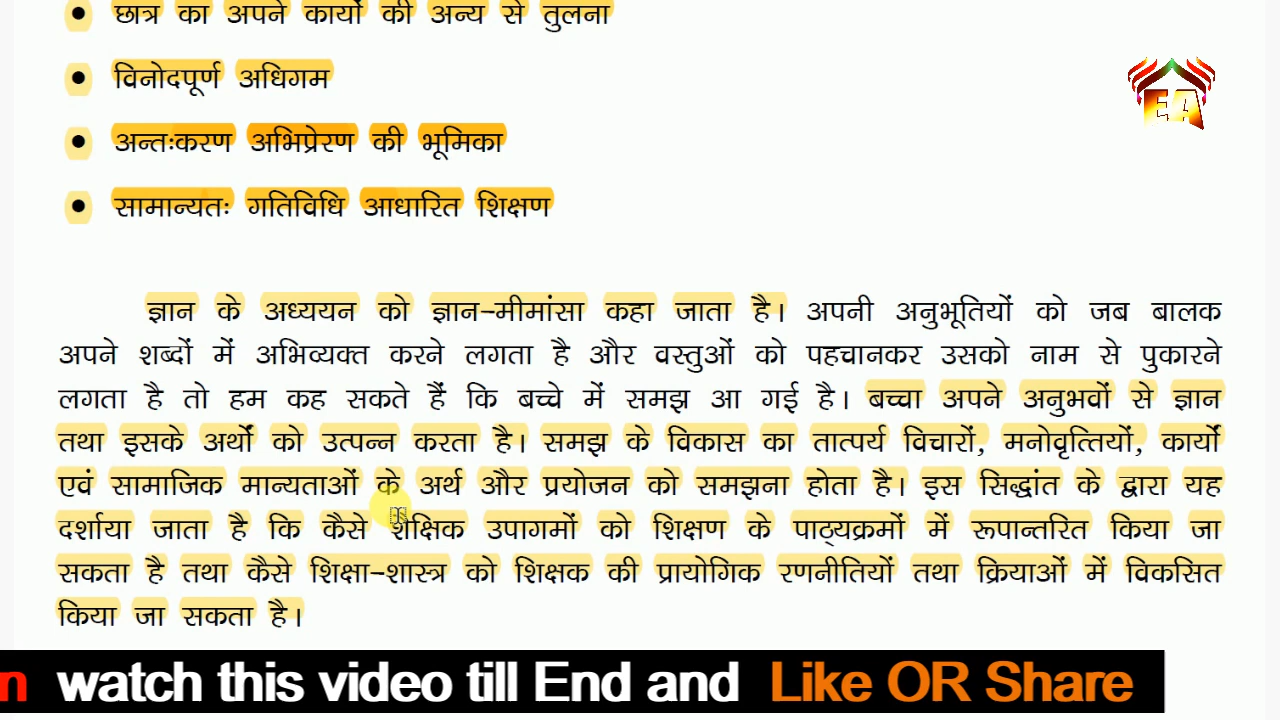 • छात्र का अपने कार्यों की अन्य से तुलना
• विनोदपूर्ण अधिगम
• अन्तःकरण अभिप्रेरण की भूमिका
• सामान्यतः गतिविधि आधारित शिक्षण
EA
ज्ञान के अध्ययन को ज्ञान-मीमांसा कहा जाता है। अपनी अनुभूतियों को जब बालक
अपने शब्दों में अभिव्यक्त करने लगता है और वस्तुओं को पहचानकर उसको नाम से पुकारने
लगता है तो हम कह सकते हैं कि बच्चे में समझ आ गई है। बच्चा अपने अनुभवों से ज्ञान
तथा इसके अर्थों को उत्पन्न करता है। समझ के विकास का तात्पर्य विचारों, मनोवृत्तियों, कार्यों
एवं सामाजिक मान्यताओं के अर्थ और प्रयोजन को समझना होता है। इस सिद्धांत के द्वारा यह
दर्शाया जाता है कि कैसे शैक्षिक उपागमों को शिक्षण के पाठ्यक्रमों में रूपान्तरित किया जा
सकता है तथा कैसे शिक्षा-शास्त्र को शिक्षक की प्रायोगिक रणनीतियों तथा क्रियाओं में विकसित
किया जा सकता है।
n watch this video till End and Like OR Share